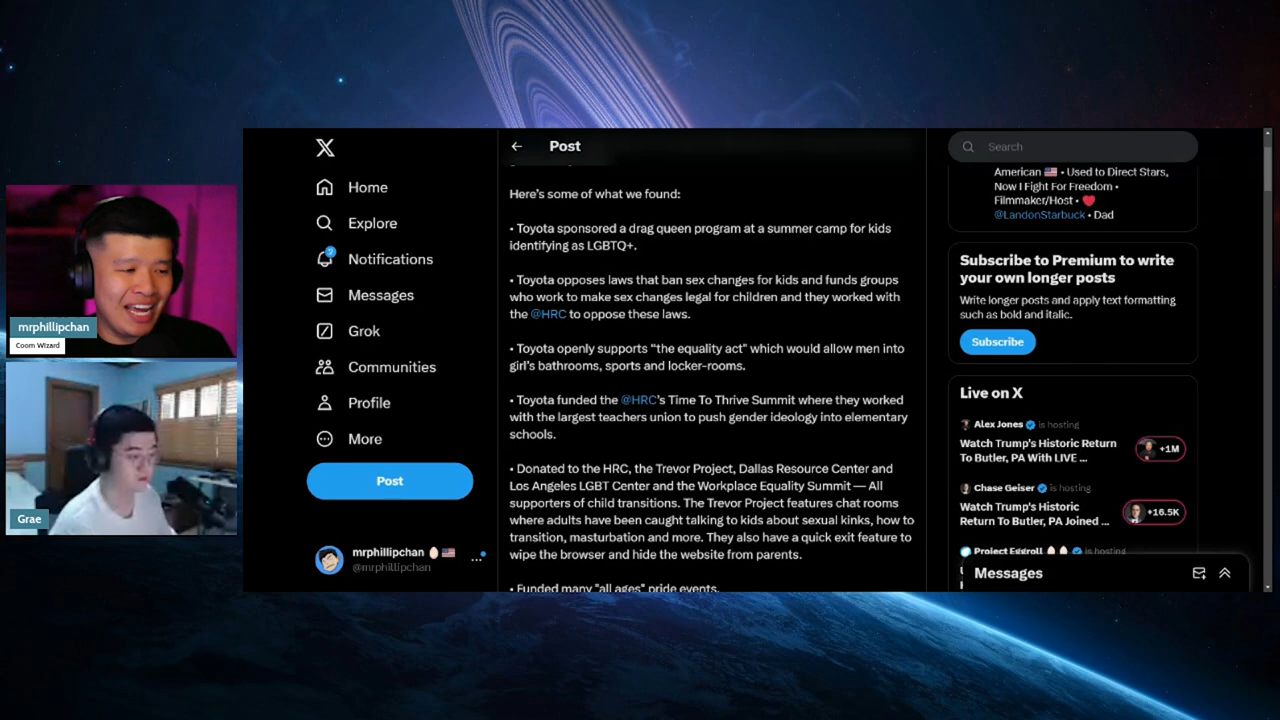 mrphillipchan
Coom Wizard
Grae
X
Home
Explore
Notifications
Messages
Grok
Communities
Profile
More
Post
mrphillipchan
@mrphillipchan
Post
Here's some of what we found:
• Toyota sponsored a drag queen program at a summer camp for kids
identifying as LGBTQ+.
• Toyota opposes laws that ban sex changes for kids and funds groups
who work to make sex changes legal for children and they worked with
the @HRC to oppose these laws.
• Toyota openly supports "the equality act" which would allow men into
girl's bathrooms, sports and locker-rooms.
• Toyota funded the @HRC's Time To Thrive Summit where they worked
with the largest teachers union to push gender ideology into elementary
schools.
• Donated to the HRC, the Trevor Project, Dallas Resource Center and
Los Angeles LGBT Center and the Workplace Equality Summit — All
supporters of child transitions. The Trevor Project features chat rooms
where adults have been caught talking to kids about sexual kinks, how to
transition, masturbation and more. They also have a quick exit feature to
wipe the browser and hide the website from parents.
• Funded many "all ages" pride events.
Search
American 🇺🇸 • Used to Direct Stars,
Now I Fight For Freedom •
Filmmaker/Host • ❤️
@LandonStarbuck • Dad
Subscribe to Premium to write
your own longer posts
Write longer posts and apply text formatting
such as bold and italic.
Subscribe
Live on X
Alex Jones is hosting
Watch Trump's Historic Return
To Butler, PA With LIVE ...
+1M
Chase Geiser is hosting
Watch Trump's Historic
Return To Butler, PA Joined ...
+16.5K
Project Eggroll is hosting
Messages